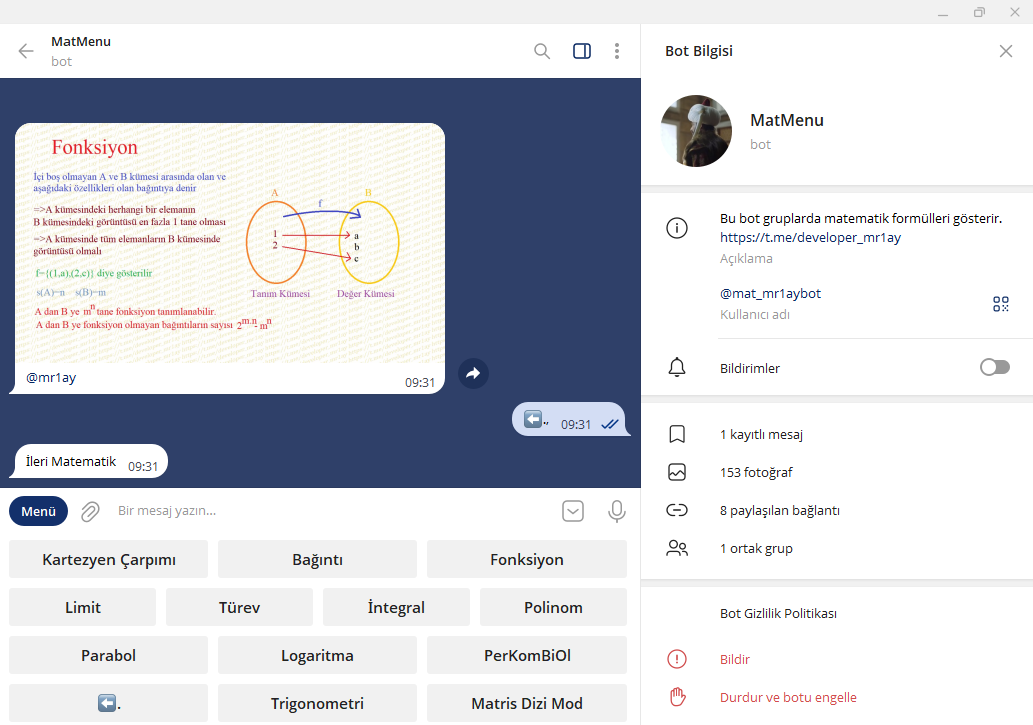 MatMenu
bot
Fonksiyon
İçi boş olmayan A ve B kümesi arasında olan ve
aşağıdaki özellikleri olan bağıntıya denir
=>A kümesindeki herhangi bir elemanın
B kümesindeki görüntüsü en fazla 1 tane olması
=>A kümesinde tüm elemanların B kümesinde
görüntüsü olmalı
f={(1,a),(2,c)} diye gösterilir
s(A)=n s(B)=m
A dan B ye mⁿ tane fonksiyon tanımlanabilir.
A dan B ye fonksiyon olmayan bağıntıların sayısı 2ᵐ·ⁿ- mⁿ
A
B
f
1
2
a
b
c
Tanım Kümesi
Değer Kümesi
@mr1ay
09:31
⬅️.,
09:31
İleri Matematik
09:31
Menü
Bir mesaj yazın...
Kartezyen Çarpımı
Bağıntı
Fonksiyon
Limit
Türev
İntegral
Polinom
Parabol
Logaritma
PerKomBiOl
⬅️.
Trigonometri
Matris Dizi Mod
Bot Bilgisi
MatMenu
bot
Bu bot gruplarda matematik formülleri gösterir.
https://t.me/developer_mr1ay
Açıklama
@mat_mr1aybot
Kullanıcı adı
Bildirimler
1 kayıtlı mesaj
153 fotoğraf
8 paylaşılan bağlantı
1 ortak grup
Bot Gizlilik Politikası
Bildir
Durdur ve botu engelle